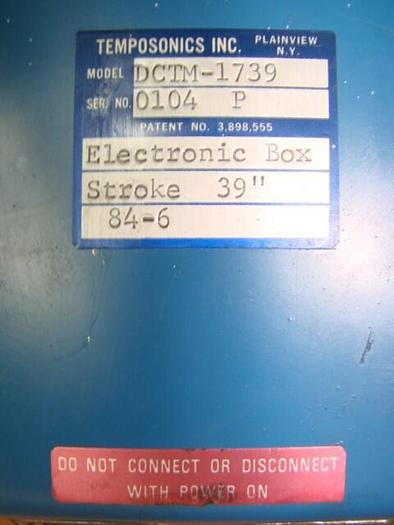 TEMPOSONICS INC. PLAINVIEW N.Y.
MODEL DCTM-1739
SER. NO. 0104 P
PATENT NO. 3,898,555
Electronic Box
Stroke 39"
84-6
DO NOT CONNECT OR DISCONNECT
WITH POWER ON